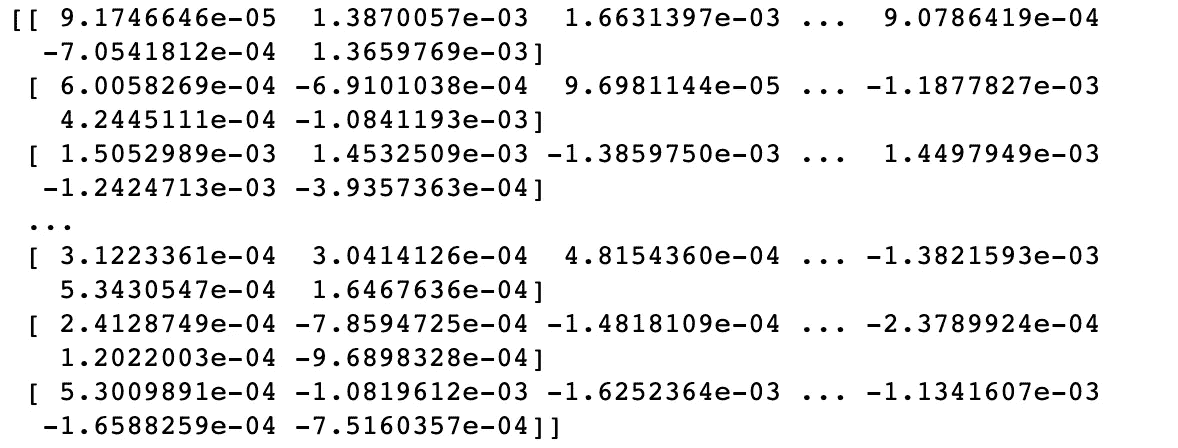 [[ 9.1746646e-05  1.3870057e-03  1.6631397e-03 ...  9.0786419e-04
  -7.0541812e-04  1.3659769e-03]
 [ 6.0058269e-04 -6.9101038e-04  9.6981144e-05 ... -1.1877827e-03
   4.2445111e-04 -1.0841193e-03]
 [ 1.5052989e-03  1.4532509e-03 -1.3859750e-03 ...  1.4497949e-03
  -1.2424713e-03 -3.9357363e-04]
 ...
 [ 3.1223361e-04  3.0414126e-04  4.8154360e-04 ... -1.3821593e-03
   5.3430547e-04  1.6467636e-04]
 [ 2.4128749e-04 -7.8594725e-04 -1.4818109e-04 ... -2.3789924e-04
   1.2022003e-04 -9.6898328e-04]
 [ 5.3009891e-04 -1.0819612e-03 -1.6252364e-03 ... -1.1341607e-03
  -1.6588259e-04 -7.5160357e-04]]